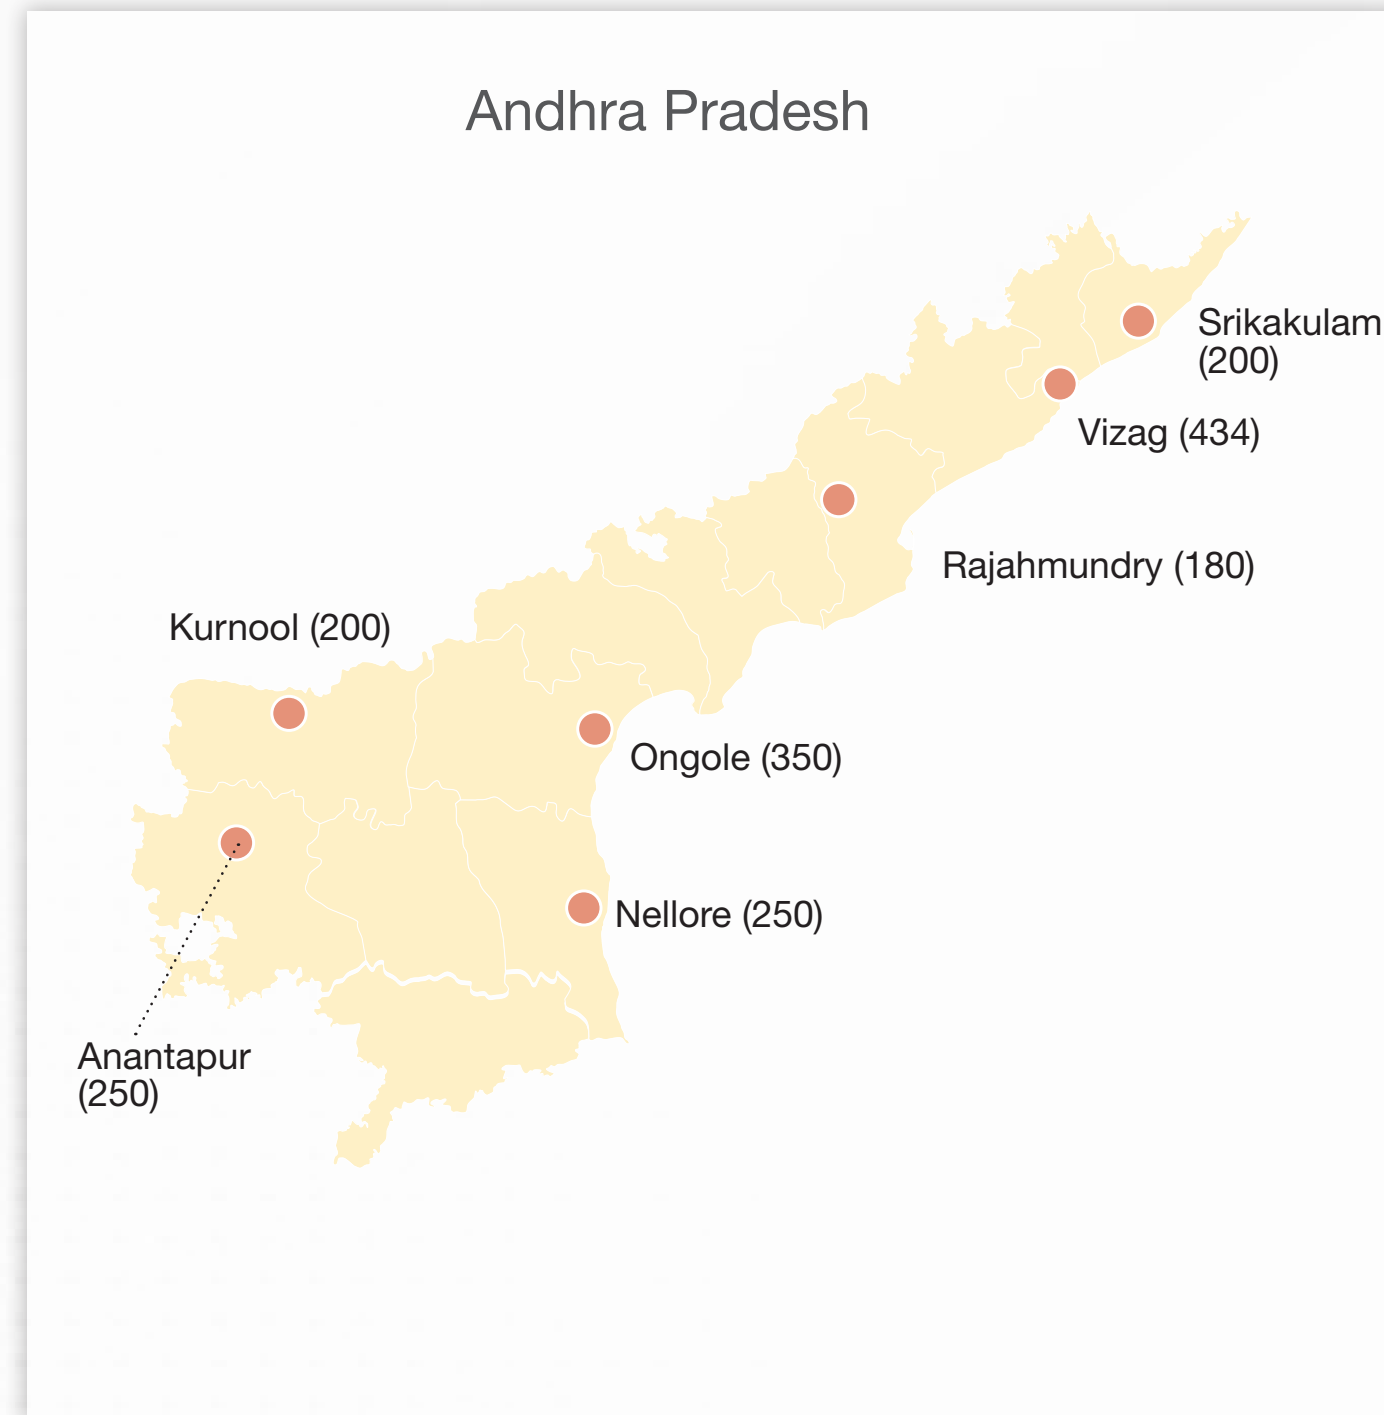 Andhra Pradesh
Srikakulam
(200)
Vizag (434)
Rajahmundry (180)
Kurnool (200)
Ongole (350)
Nellore (250)
Anantapur
(250)